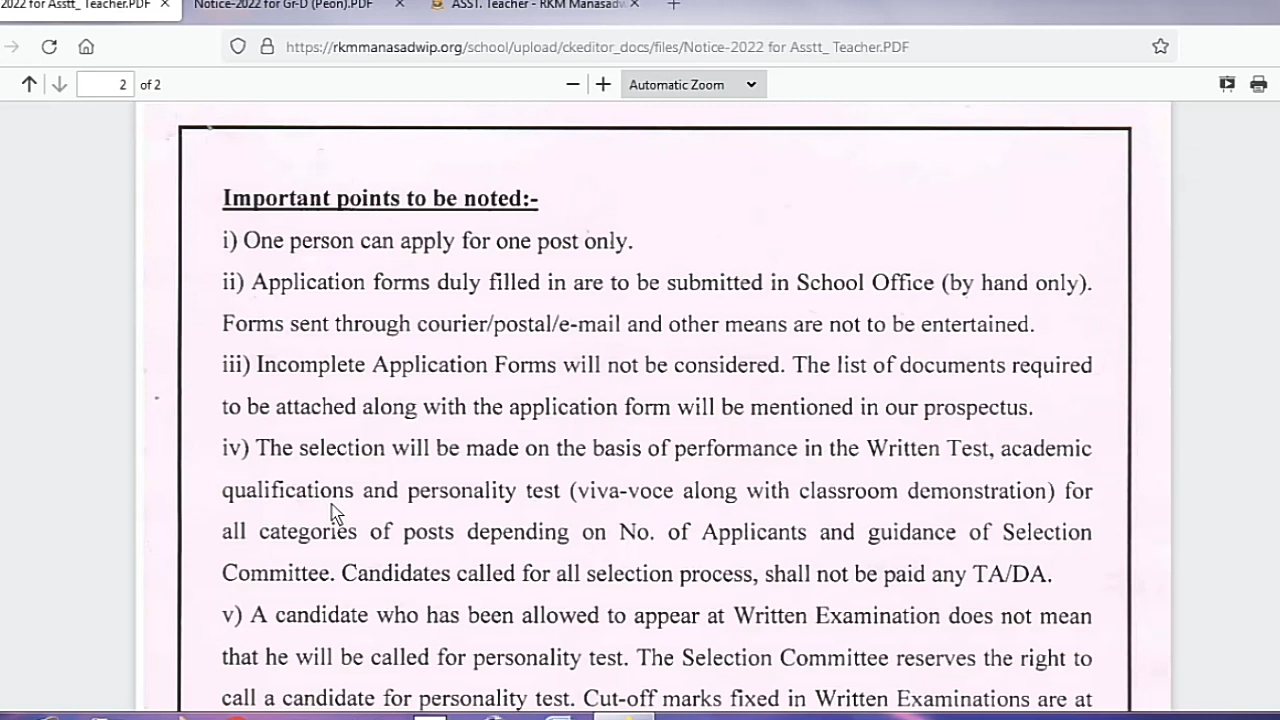 2022 for Asstt_ Teacher.PDF
Notice-2022 for Gr-D (Peon).PDF
ASST. Teacher - RKM Manasadw
https://rkmmanasadwip.org/school/upload/ckeditor_docs/files/Notice-2022 for Asstt_ Teacher.PDF
2 of 2
Automatic Zoom
Important points to be noted:-
i) One person can apply for one post only.
ii) Application forms duly filled in are to be submitted in School Office (by hand only).
Forms sent through courier/postal/e-mail and other means are not to be entertained.
iii) Incomplete Application Forms will not be considered. The list of documents required
to be attached along with the application form will be mentioned in our prospectus.
iv) The selection will be made on the basis of performance in the Written Test, academic
qualifications and personality test (viva-voce along with classroom demonstration) for
all categories of posts depending on No. of Applicants and guidance of Selection
Committee. Candidates called for all selection process, shall not be paid any TA/DA.
v) A candidate who has been allowed to appear at Written Examination does not mean
that he will be called for personality test. The Selection Committee reserves the right to
call a candidate for personality test. Cut-off marks fixed in Written Examinations are at